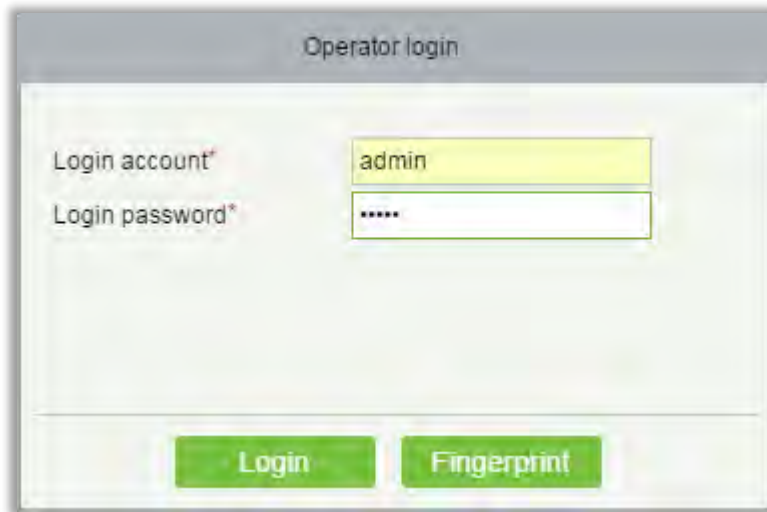 Operator login
Login account* admin
Login password* •••••
Login Fingerprint